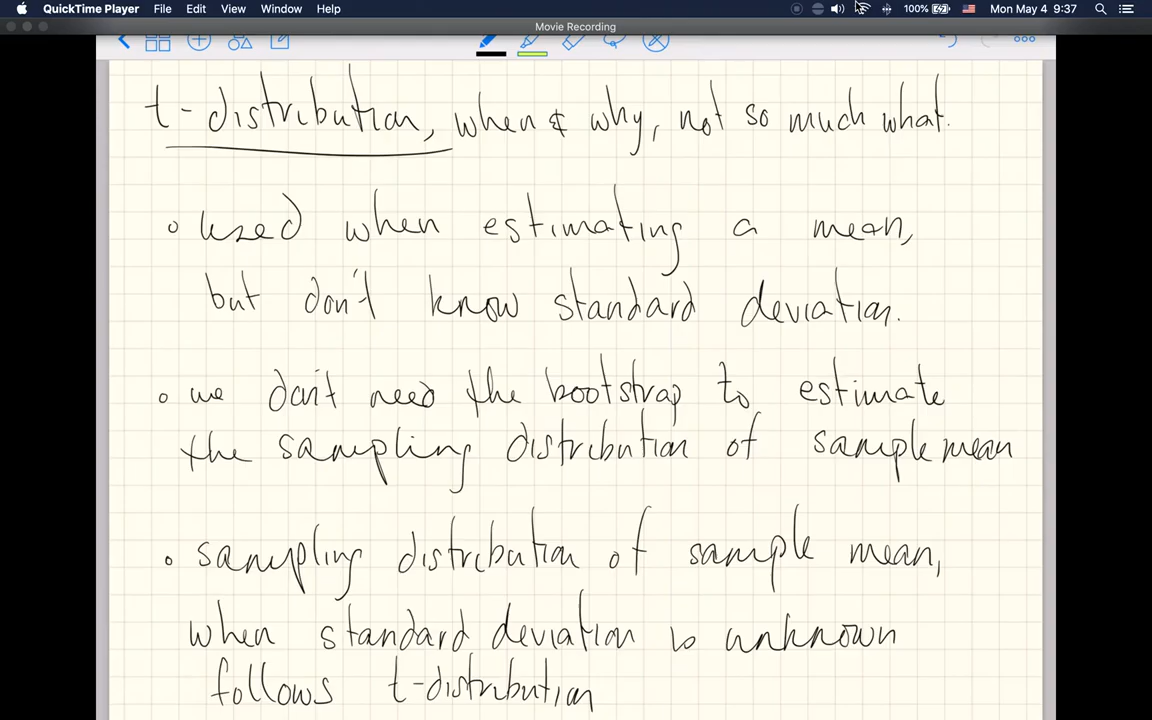 QuickTime Player File Edit View Window Help 100% Mon May 4 9:37
Movie Recording
t-distribution, when & why, not so much what.
used when estimating a mean,
but don't know standard deviation.
we don't need the bootstrap to estimate
the sampling distribution of sample mean
sampling distribution of sample mean,
when standard deviation is unknown
follows t-distribution